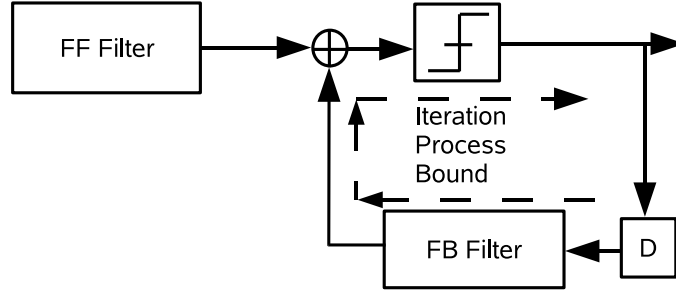 FF Filter
Iteration
Process
Bound
FB Filter
D